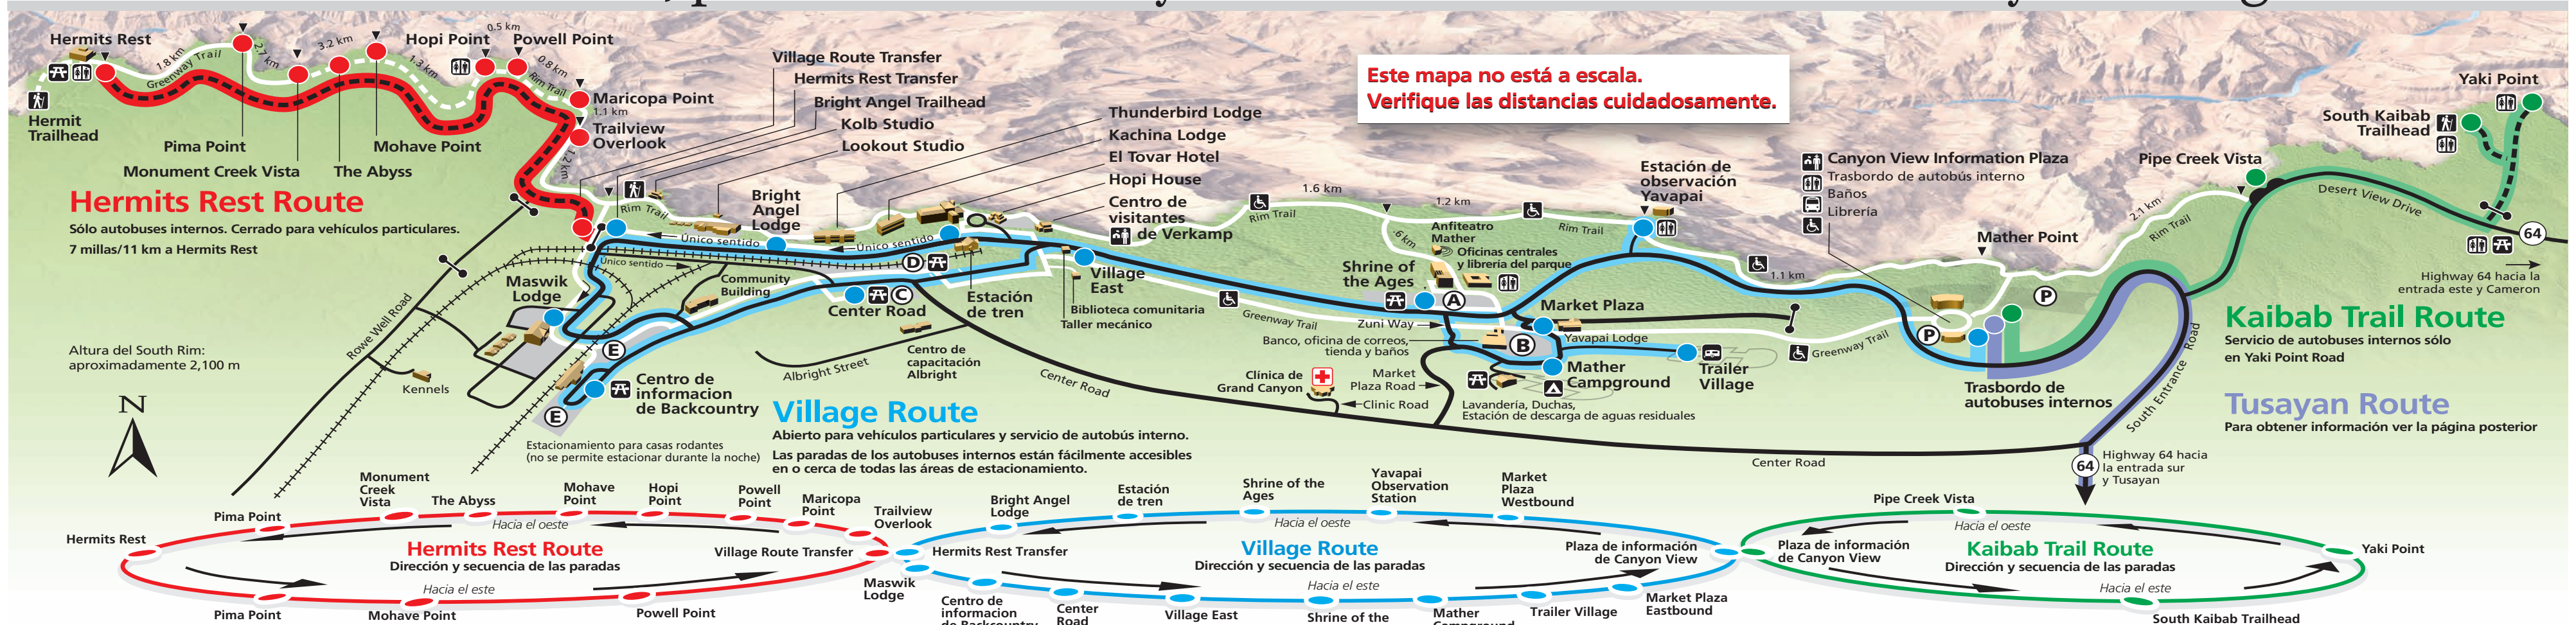 Hermits Rest
1.8 km
Greenway Trail
2.7 km
3.2 km
1.3 km
Hopi Point
0.5 km
Powell Point
0.8 km
Rim Trail
Maricopa Point
1.1 km
Trailview
Overlook
1.2 km
Hermit
Trailhead
Pima Point
Monument Creek Vista
The Abyss
Mohave Point
Hermits Rest Route
Sólo autobuses internos. Cerrado para vehículos particulares.
7 millas/11 km a Hermits Rest
Village Route Transfer
Hermits Rest Transfer
Bright Angel Trailhead
Kolb Studio
Lookout Studio
Thunderbird Lodge
Kachina Lodge
El Tovar Hotel
Hopi House
Centro de
visitantes
de Verkamp
Este mapa no está a escala.
Verifique las distancias cuidadosamente.
Rim Trail
Bright
Angel
Lodge
Único sentido
Único sentido
Único sentido
Maswik
Lodge
Community
Building
D
C
Center Road
Estación
de tren
Village
East
Biblioteca comunitaria
Taller mecánico
Rowe Well Road
Altura del South Rim:
aproximadamente 2,100 m
N
Kennels
E
E
Centro de
informacion
de Backcountry
Estacionamiento para casas rodantes
(no se permite estacionar durante la noche)
Albright Street
Centro de
capacitación
Albright
Center Road
Village Route
Abierto para vehículos particulares y servicio de autobús interno.
Las paradas de los autobuses internos están fácilmente accesibles
en o cerca de todas las áreas de estacionamiento.
1.6 km
Rim Trail
1.2 km
.6 km
Rim Trail
Anfiteatro
Mather
Oficinas centrales
y librería del parque
Shrine of
the Ages
A
Greenway Trail
Zuni Way
Banco, oficina de correos,
tienda y baños
B
Market Plaza
Yavapai Lodge
Mather
Campground
Trailer
Village
Clínica de
Grand Canyon
Market
Plaza Road
Clinic Road
Lavandería, Duchas,
Estación de descarga de aguas residuales
Estación de
observación
Yavapai
1.1 km
Greenway Trail
Canyon View Information Plaza
Trasbordo de autobús interno
Baños
Librería
Mather Point
P
P
Trasbordo de
autobuses internos
Center Road
2.1 km
Rim Trail
Pipe Creek Vista
Desert View Drive
South Kaibab
Trailhead
Yaki Point
64
Highway 64 hacia la
entrada este y Cameron
South Entrance Road
64
Highway 64 hacia
la entrada sur
y Tusayan
Kaibab Trail Route
Servicio de autobuses internos sólo
en Yaki Point Road
Tusayan Route
Para obtener información ver la página posterior
Hermits Rest
Pima Point
Monument
Creek
Vista
The Abyss
Mohave
Point
Hopi
Point
Powell
Point
Maricopa
Point
Trailview
Overlook
Hacia el oeste
Hermits Rest Route
Dirección y secuencia de las paradas
Village Route Transfer
Hacia el este
Pima Point
Mohave Point
Powell Point
Hermits Rest Transfer
Bright Angel
Lodge
Estación
de tren
Shrine of the
Ages
Yavapai
Observation
Station
Market
Plaza
Westbound
Hacia el oeste
Village Route
Dirección y secuencia de las paradas
Plaza de información
de Canyon View
Hacia el este
Maswik
Lodge
Centro de
informacion
de Backcountry
Center
Road
Village East
Shrine of the
Mather
Campground
Trailer Village
Market Plaza
Eastbound
Pipe Creek Vista
Hacia el oeste
Plaza de información
de Canyon View
Kaibab Trail Route
Dirección y secuencia de las paradas
Yaki Point
Hacia el este
South Kaibab Trailhead